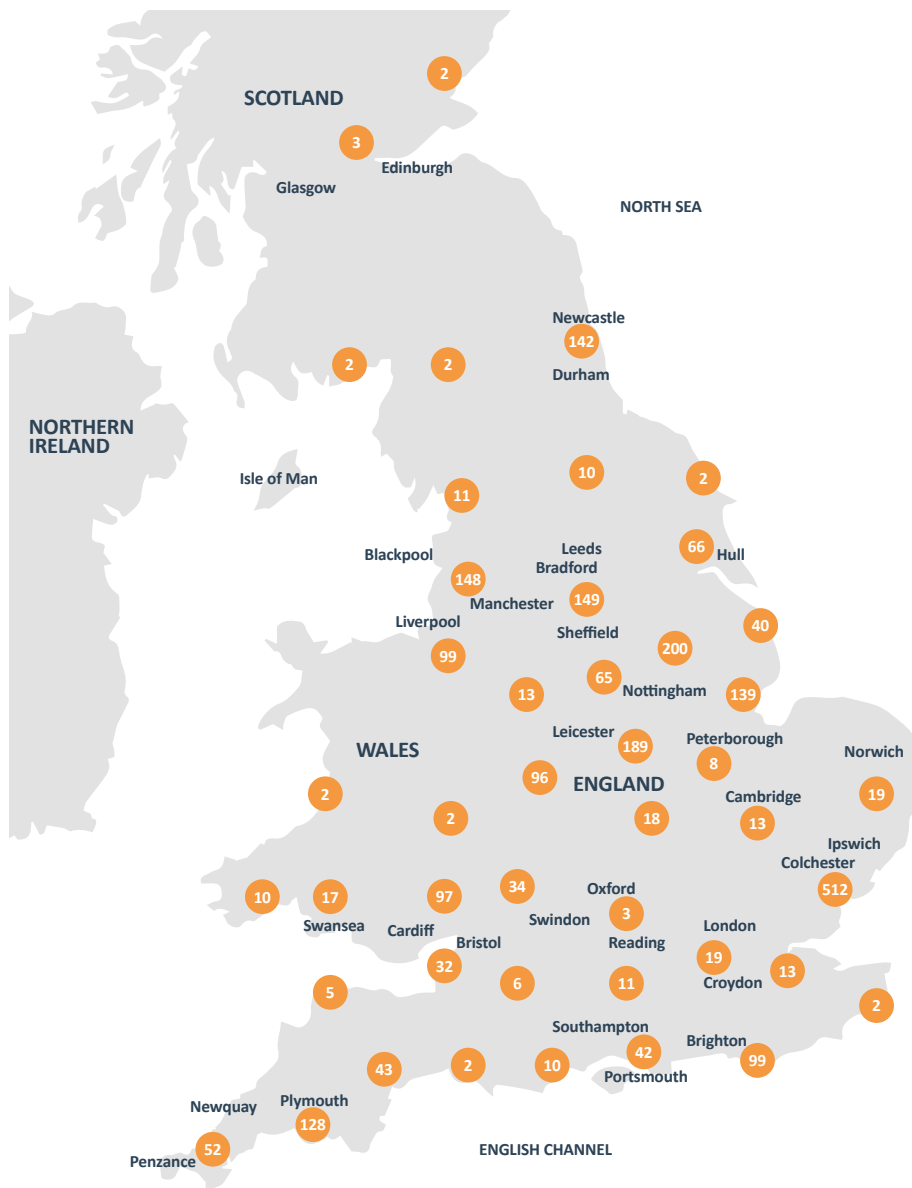 2
SCOTLAND
3
Edinburgh
Glasgow
NORTH SEA
Newcastle
142
2
2
Durham
NORTHERN
IRELAND
Isle of Man
10
2
11
66
Hull
Leeds
Blackpool
Bradford
148
149
Manchester
Liverpool
Sheffield
40
200
99
65
13
Nottingham
139
Leicester
189
Peterborough
WALES
Norwich
8
96
ENGLAND
2
Cambridge
19
2
18
13
Ipswich
Colchester
34
Oxford
512
10
17
97
3
Swindon
London
Swansea
Cardiff
Bristol
Reading
19
32
13
Croydon
6
11
5
2
Southampton
Brighton
42
99
43
2
10
Portsmouth
Newquay
Plymouth
128
52
ENGLISH CHANNEL
Penzance